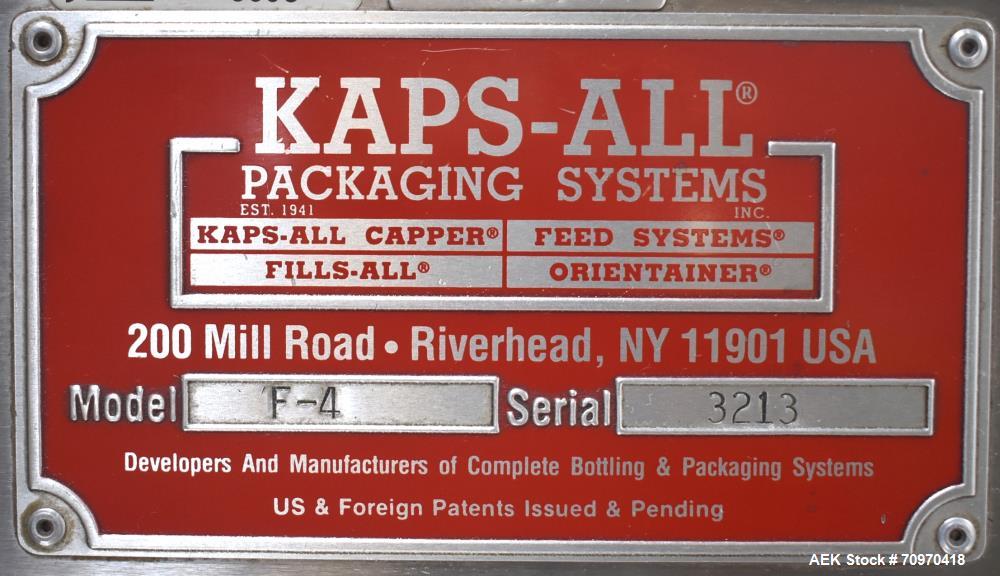 KAPS-ALL®
PACKAGING SYSTEMS
EST. 1941 INC.
KAPS-ALL CAPPER® FEED SYSTEMS®
FILLS-ALL® ORIENTAINER®
200 Mill Road • Riverhead, NY 11901 USA
Model F-4 Serial 3213
Developers And Manufacturers of Complete Bottling & Packaging Systems
US & Foreign Patents Issued & Pending
AEK Stock # 70970418